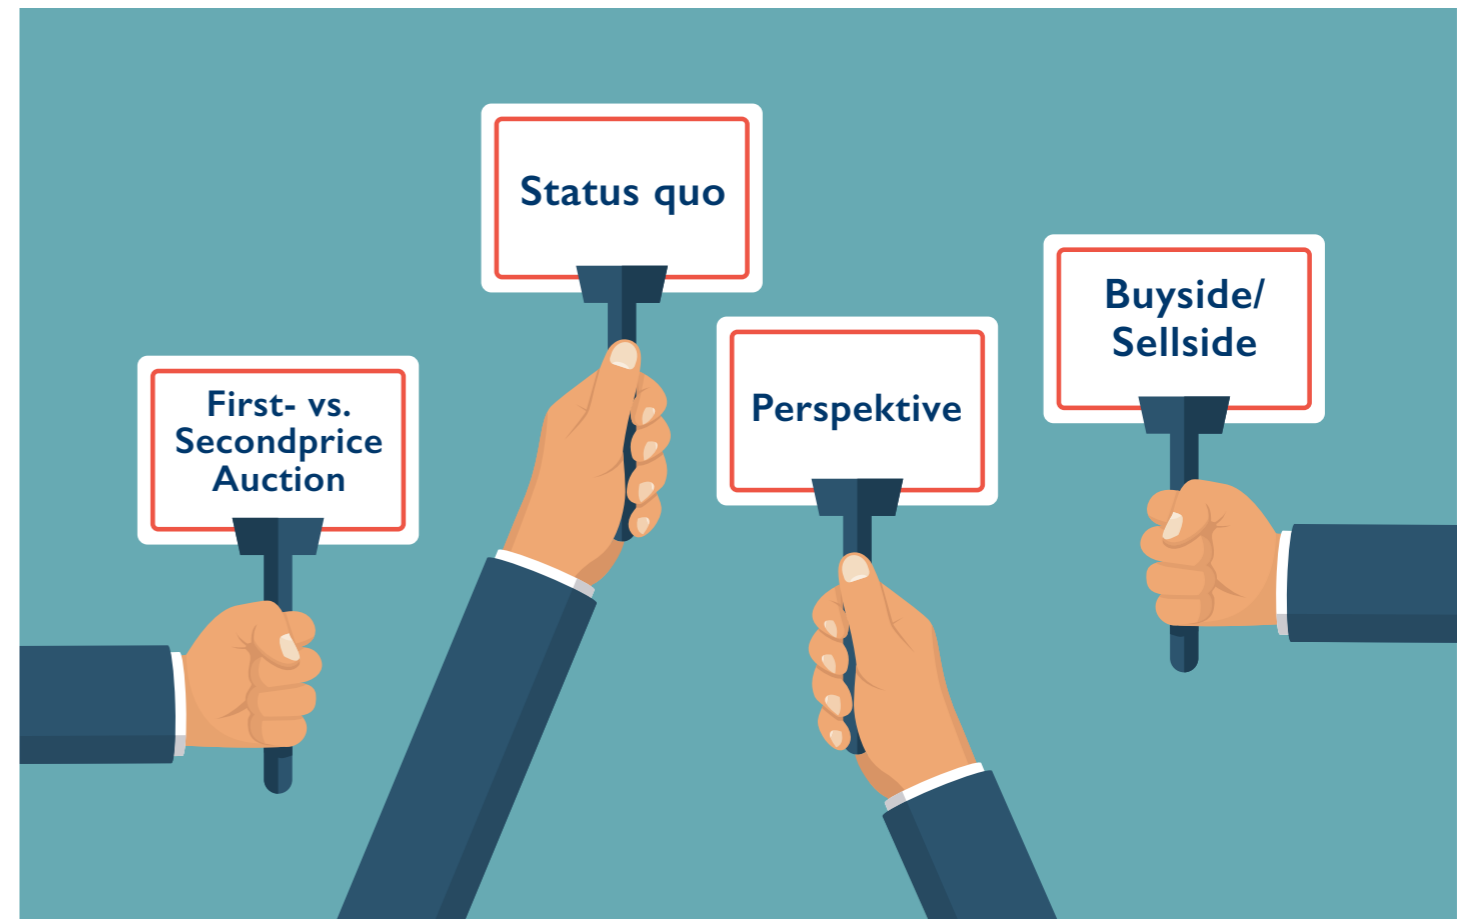 Status quo
Buyside/
Sellside
First- vs.
Secondprice
Auction
Perspektive